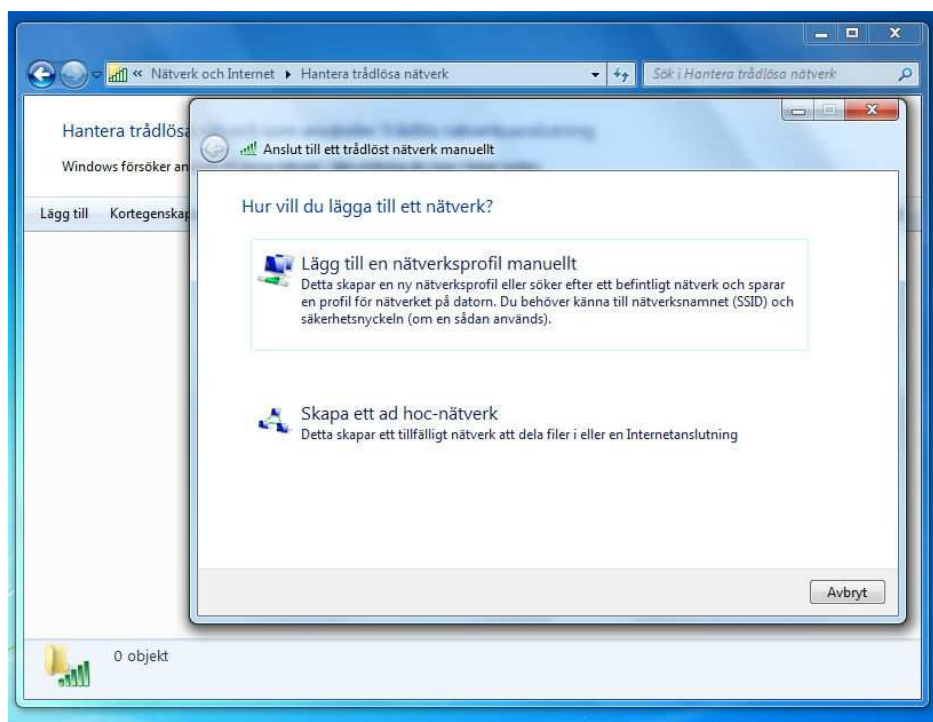 « Nätverk och Internet ▸ Hantera trådlösa nätverk
Sök i Hantera trådlösa nätverk
Hantera trådlösa
Anslut till ett trådlöst nätverk manuellt
Windows försöker an
Lägg till Kortegenskap
Hur vill du lägga till ett nätverk?
Lägg till en nätverksprofil manuellt
Detta skapar en ny nätverksprofil eller söker efter ett befintligt nätverk och sparar
en profil för nätverket på datorn. Du behöver känna till nätverksnamnet (SSID) och
säkerhetsnyckeln (om en sådan används).
Skapa ett ad hoc-nätverk
Detta skapar ett tillfälligt nätverk att dela filer i eller en Internetanslutning
Avbryt
0 objekt